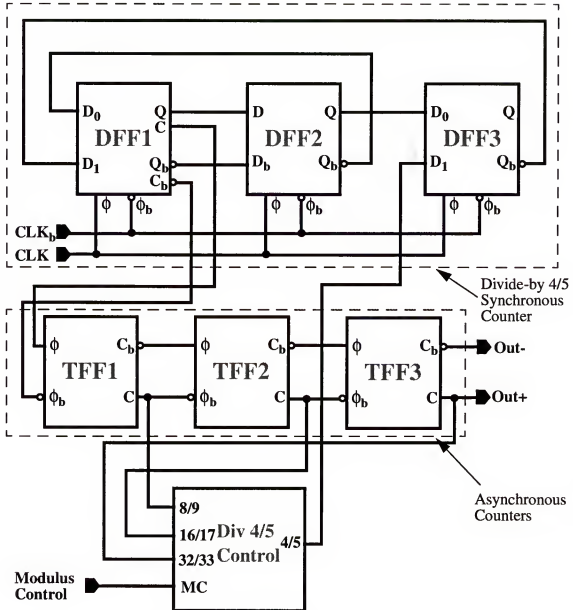 D0 Q C
D Q
D0 Q
DFF1 DFF2 DFF3
D1 Qb Cb
Db Qb
D1 Qb
ϕ ϕb ϕ ϕb ϕ ϕb
CLKb
CLK
Divide-by 4/5
Synchronous
Counter
ϕ Cb ϕ Cb ϕ Cb Out-
TFF1 TFF2 TFF3
ϕb C ϕb C ϕb C Out+
Asynchronous
Counters
8/9
16/17 Div 4/5 4/5
32/33 Control
Modulus
Control
MC